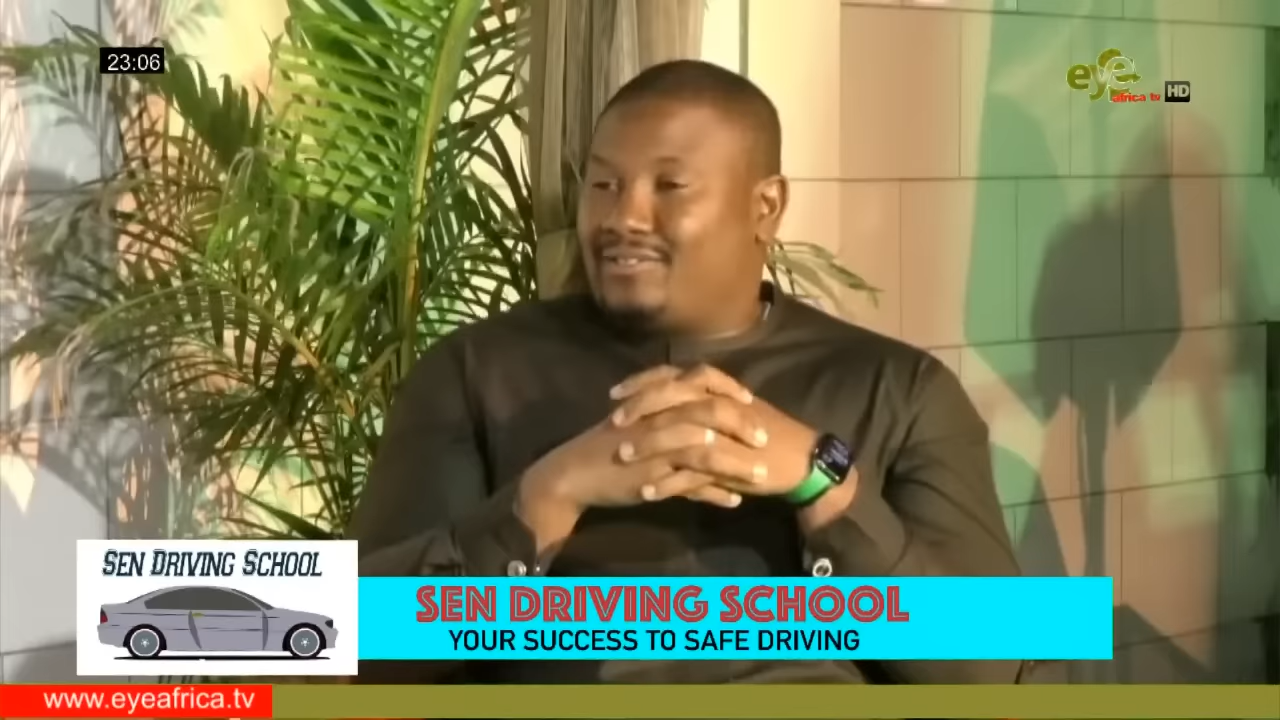 23:06
eye
africa tv HD
SEN DRIVING SCHOOL
SEN DRIVING SCHOOL
YOUR SUCCESS TO SAFE DRIVING
www.eyeafrica.tv